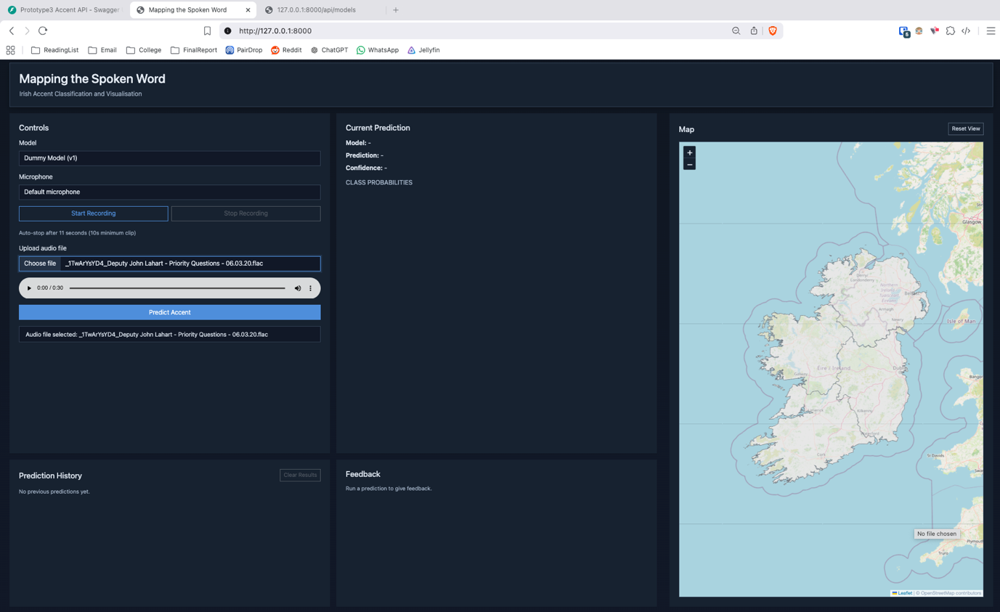 Prototype3 Accent API - Swagger
Mapping the Spoken Word
127.0.0.1:8000/api/models
http://127.0.0.1:8000
5
ReadingList
Email
College
FinalReport
PairDrop
Reddit
ChatGPT
WhatsApp
Jellyfin
Mapping the Spoken Word
Irish Accent Classification and Visualisation
Controls
Model
Dummy Model (v1)
Microphone
Default microphone
Start Recording
Stop Recording
Auto-stop after 11 seconds (10s minimum clip)
Upload audio file
Choose file _1TwArYsYD4_Deputy John Lahart - Priority Questions - 06.03.20.flac
0:00 / 0:30
Predict Accent
Audio file selected: _1TwArYsYD4_Deputy John Lahart - Priority Questions - 06.03.20.flac
Current Prediction
Model: -
Prediction: -
Confidence: -
CLASS PROBABILITIES
Map
Reset View
+
−
Glasgow
Derry/
Londonderry
Northern
Ireland
Armagh
Newry
Isle of Man
Éire / Ireland
Galway
Kilkenny
Cork
St Davids
No file chosen
Truro
Leaflet | © OpenStreetMap contributors
Prediction History
Clear Results
No previous predictions yet.
Feedback
Run a prediction to give feedback.